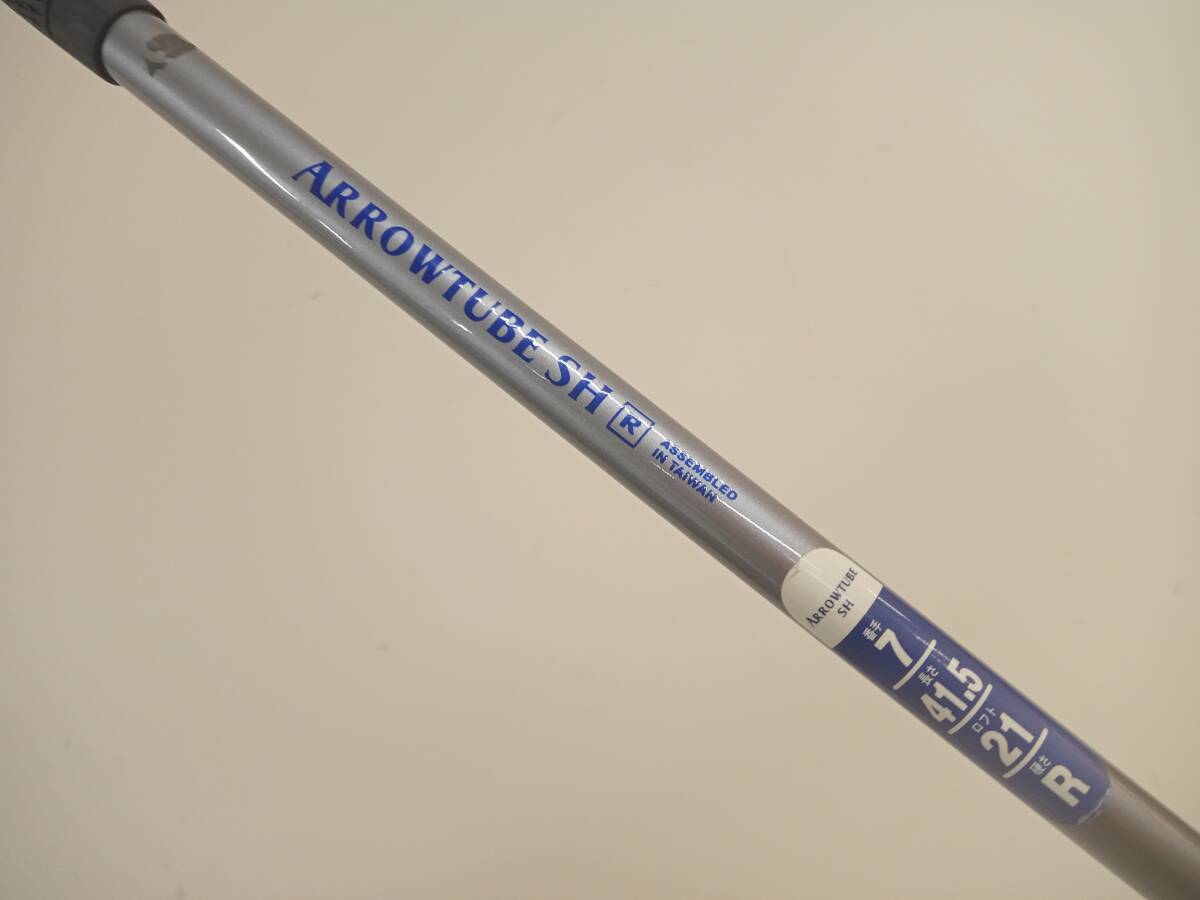 ARROWTUBE SH R
ASSEMBLED
IN TAIWAN
ARROWTUBE
SH
番手 7
長さ 41.5
ロフト 21
硬さ R